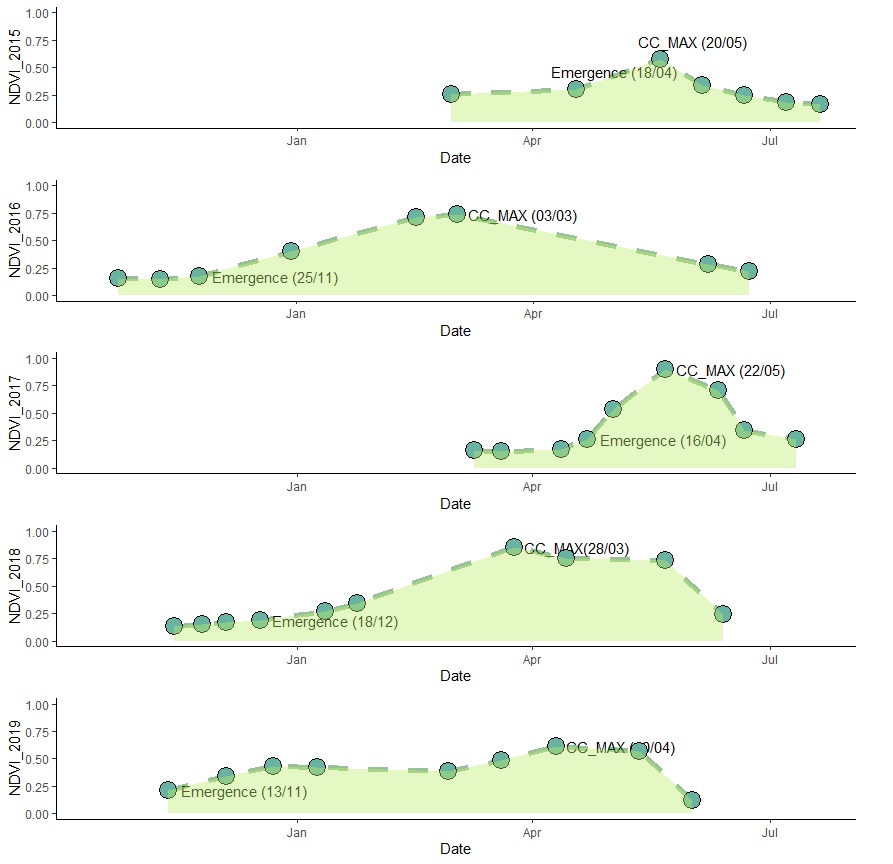 NDVI_2015
1.00
0.75
0.50
0.25
0.00
CC_MAX (20/05)
Emergence (18/04)
Jan Apr Jul
Date
NDVI_2016
1.00
0.75
0.50
0.25
0.00
CC_MAX (03/03)
Emergence (25/11)
Jan Apr Jul
Date
NDVI_2017
1.00
0.75
0.50
0.25
0.00
CC_MAX (22/05)
Emergence (16/04)
Jan Apr Jul
Date
NDVI_2018
1.00
0.75
0.50
0.25
0.00
CC_MAX(28/03)
Emergence (18/12)
Jan Apr Jul
Date
NDVI_2019
1.00
0.75
0.50
0.25
0.00
CC_MAX
Emergence (13/11)
Jan Apr Jul
Date